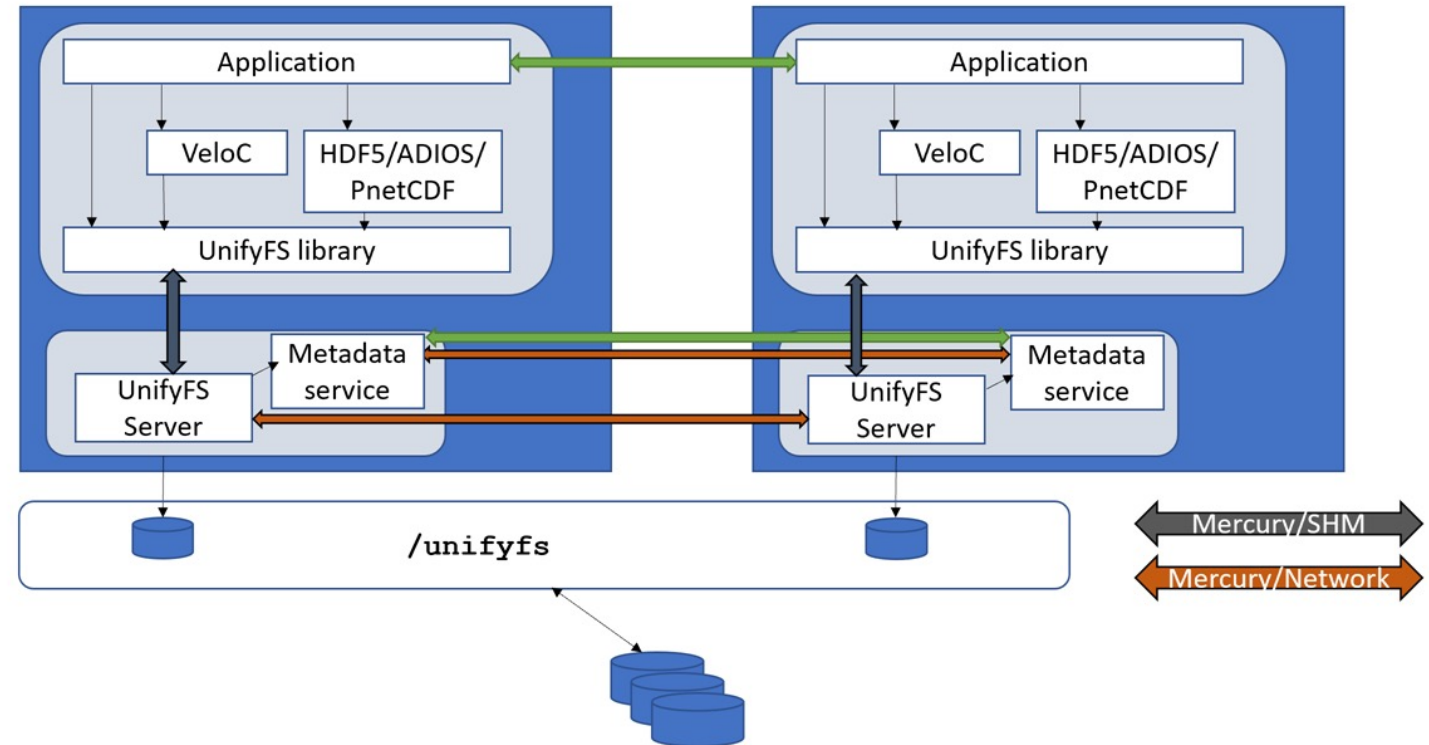 Application
VeloC
HDF5/ADIOS/
PnetCDF
UnifyFS library
Metadata
service
UnifyFS
Server
Application
VeloC
HDF5/ADIOS/
PnetCDF
UnifyFS library
Metadata
service
UnifyFS
Server
/unifyfs
Mercury/SHM
Mercury/Network